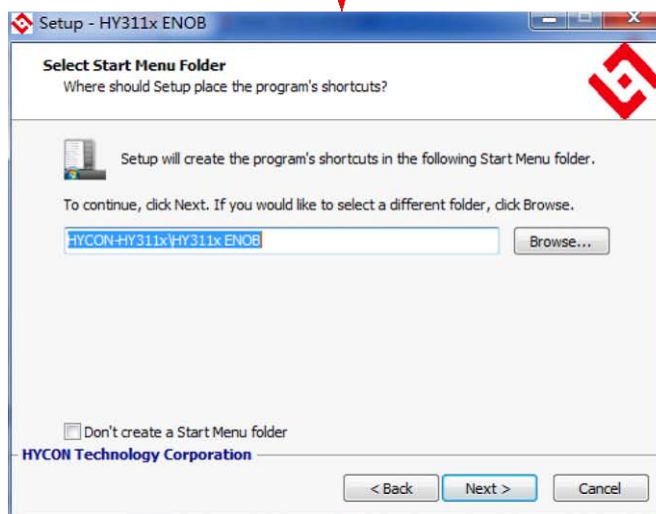 Setup - HY311x ENOB
Select Start Menu Folder
Where should Setup place the program's shortcuts?
Setup will create the program's shortcuts in the following Start Menu folder.
To continue, click Next. If you would like to select a different folder, click Browse.
HYCON-HY311x\HY311x ENOB
Browse...
Don't create a Start Menu folder
HYCON Technology Corporation
< Back
Next >
Cancel